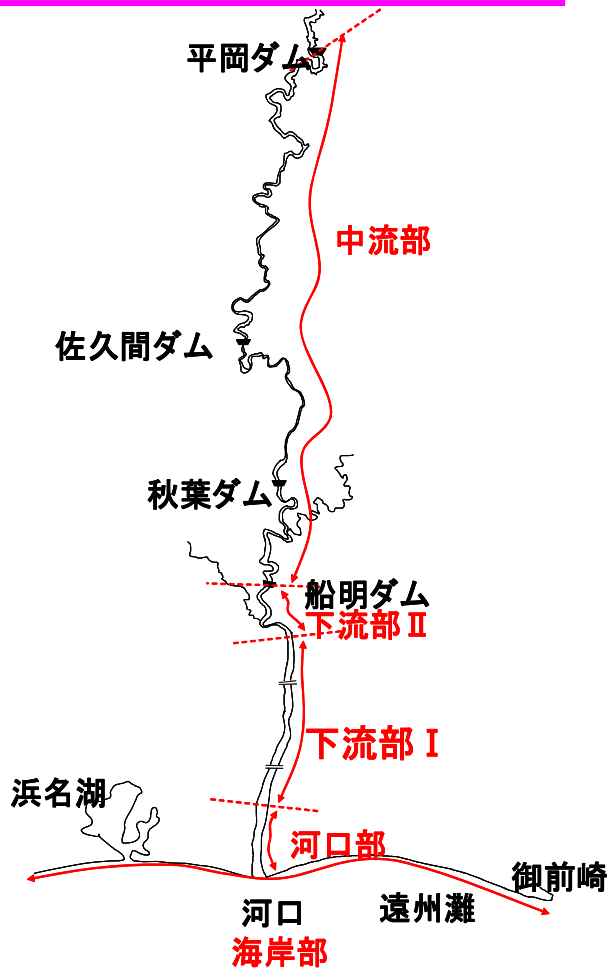 平岡ダム
中流部
佐久間ダム
秋葉ダム
船明ダム
下流部Ⅱ
下流部Ⅰ
浜名湖
河口部
御前崎
河口
遠州灘
海岸部